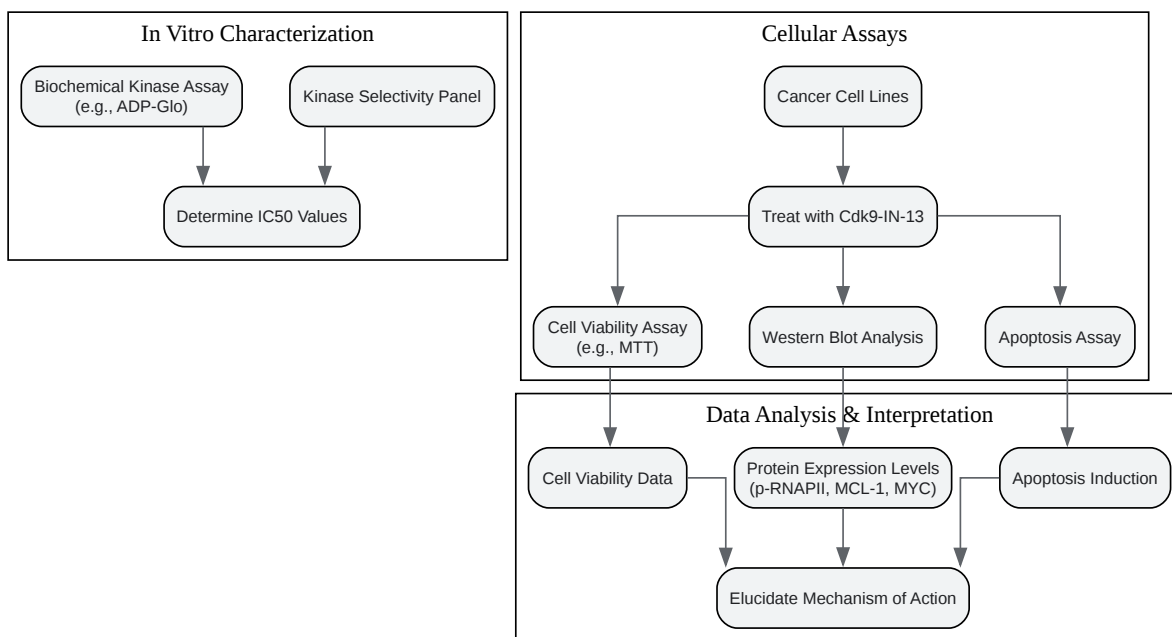 In Vitro Characterization
Biochemical Kinase Assay
(e.g., ADP-Glo)
Kinase Selectivity Panel
Determine IC50 Values
Cellular Assays
Cancer Cell Lines
Treat with Cdk9-IN-13
Cell Viability Assay
(e.g., MTT)
Western Blot Analysis
Apoptosis Assay
Data Analysis & Interpretation
Cell Viability Data
Protein Expression Levels
(p-RNAPII, MCL-1, MYC)
Apoptosis Induction
Elucidate Mechanism of Action